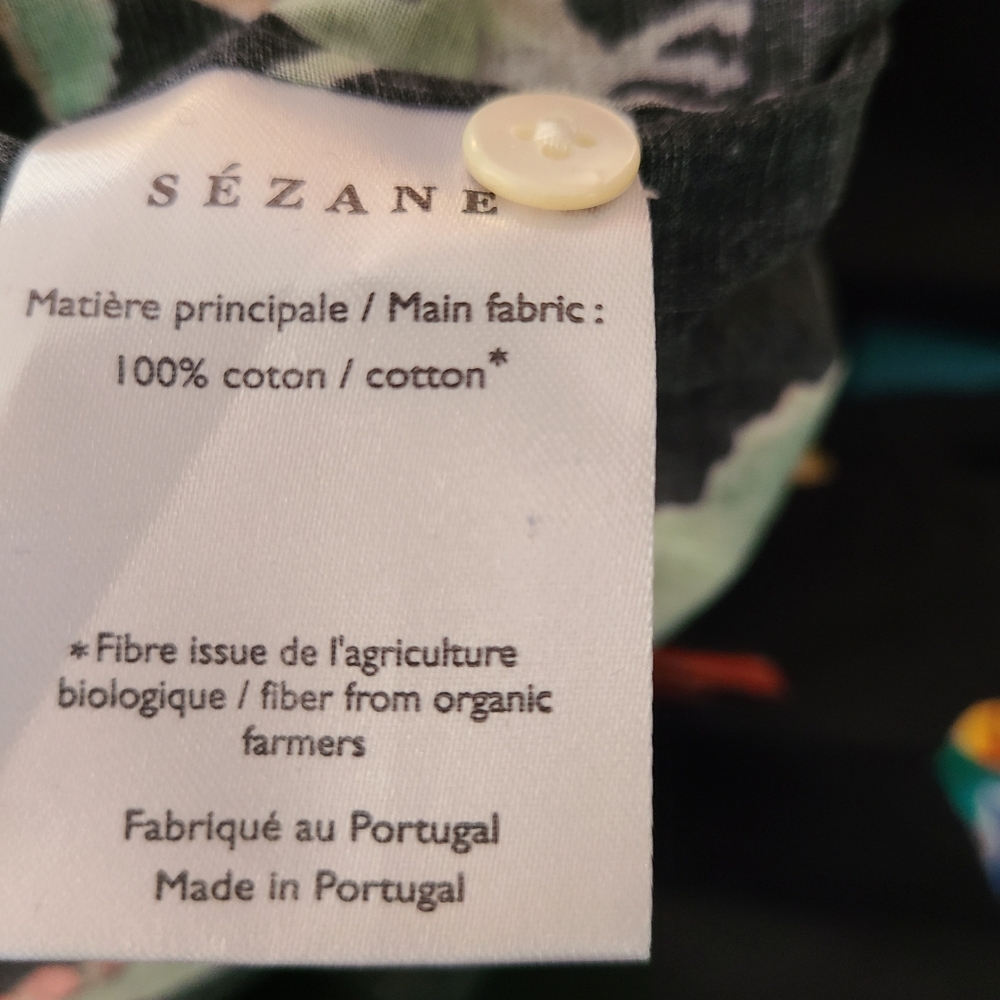 SÉZANE
Matière principale / Main fabric :
100% coton / cotton*
*Fibre issue de l'agriculture
biologique / fiber from organic
farmers
Fabriqué au Portugal
Made in Portugal